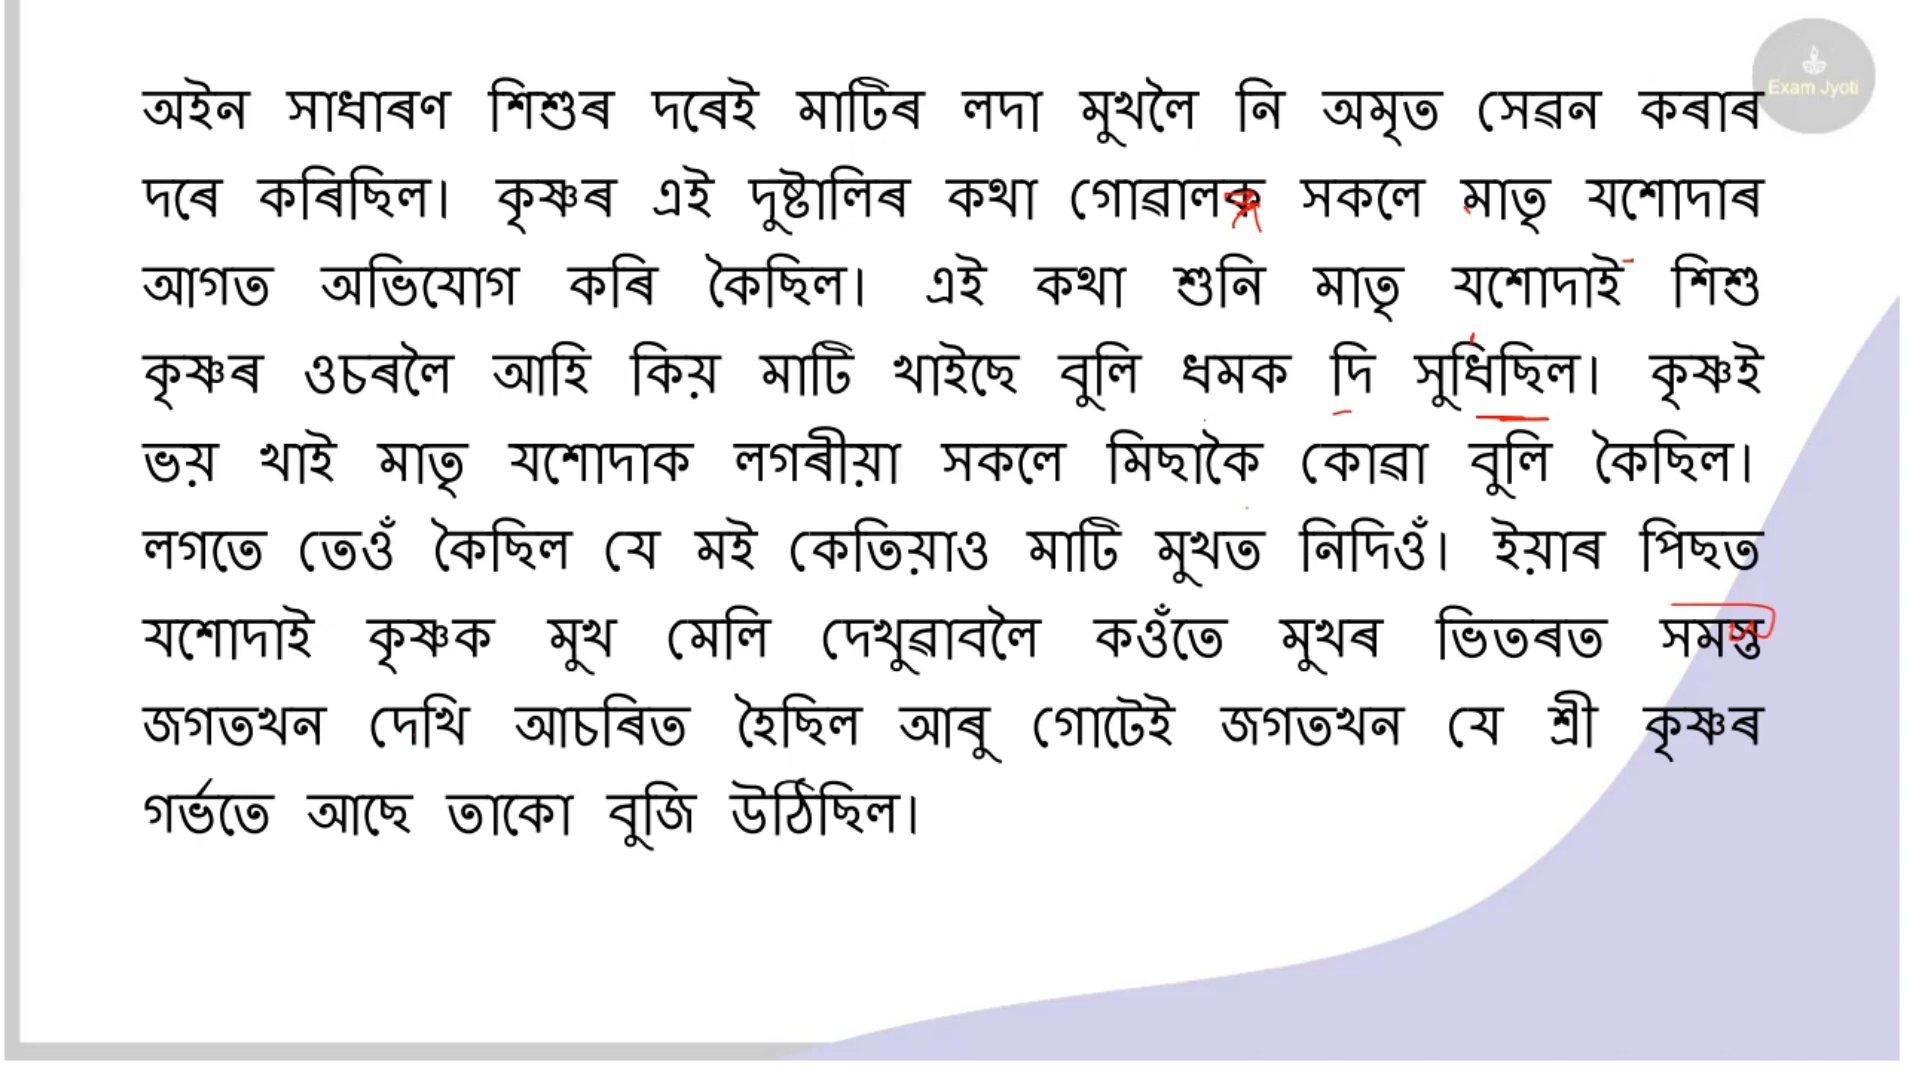 Exam Jyoti
অইন সাধাৰণ শিশুৰ দৰেই মাটিৰ লদা মুখলৈ নি অমৃত সেৱন কৰাৰ
দৰে কৰিছিল। কৃষ্ণৰ এই দুষ্টালিৰ কথা গোৱালক সকলে মাতৃ যশোদাৰ
আগত অভিযোগ কৰি কৈছিল। এই কথা শুনি মাতৃ যশোদাই শিশু
কৃষ্ণৰ ওচৰলৈ আহি কিয় মাটি খাইছে বুলি ধমক দি সুধিছিল। কৃষ্ণই
ভয় খাই মাতৃ যশোদাক লগৰীয়া সকলে মিছাকৈ কোৱা বুলি কৈছিল।
লগতে তেওঁ কৈছিল যে মই কেতিয়াও মাটি মুখত নিদিওঁ। ইয়াৰ পিছত
যশোদাই কৃষ্ণক মুখ মেলি দেখুৱাবলৈ কওঁতে মুখৰ ভিতৰত সমস্ত
জগতখন দেখি আচৰিত হৈছিল আৰু গোটেই জগতখন যে শ্ৰী কৃষ্ণৰ
গৰ্ভতে আছে তাকো বুজি উঠিছিল।